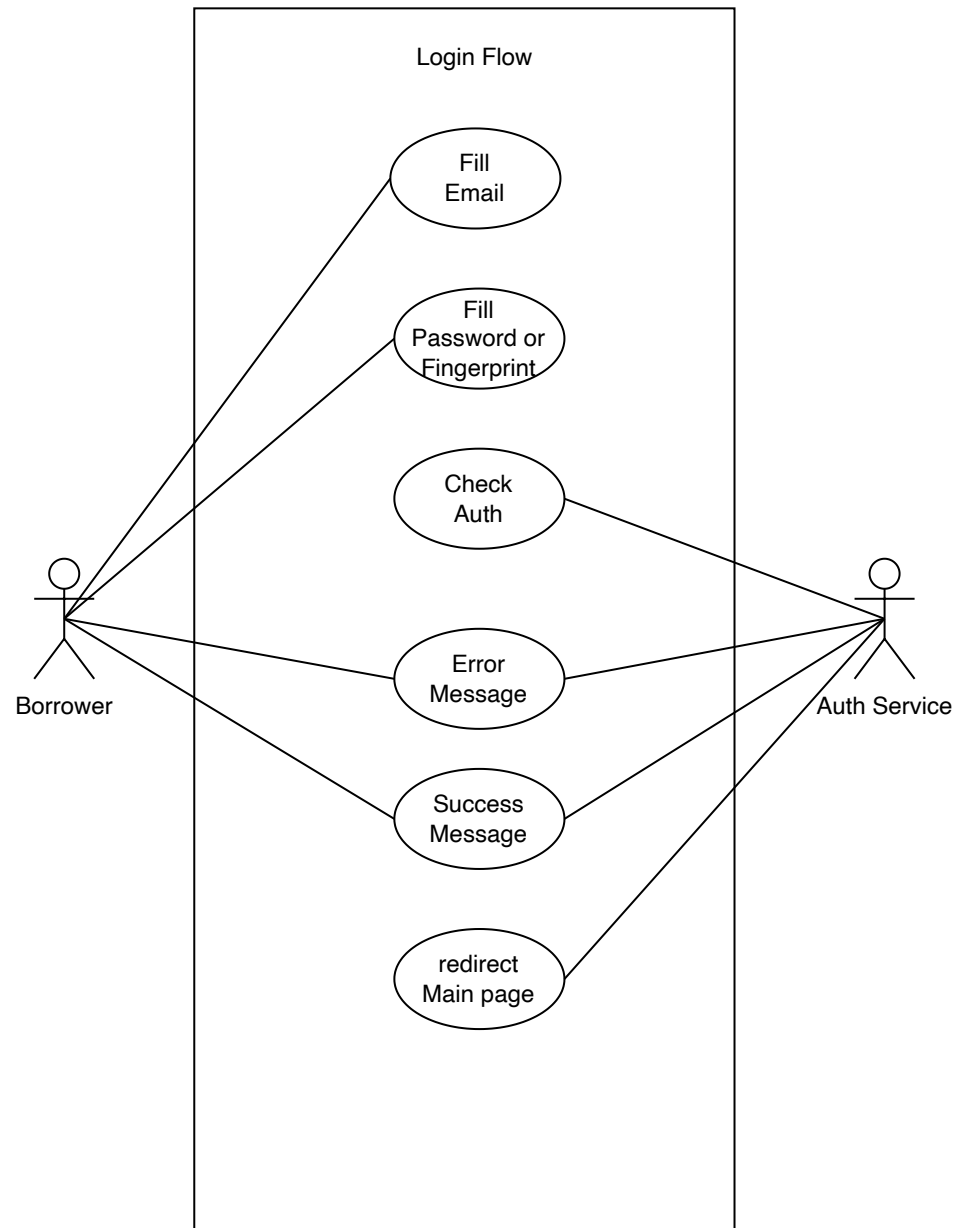 Login Flow
Fill
Email
Fill
Password or
Fingerprint
Check
Auth
Error
Message
Borrower
Auth Service
Success
Message
redirect
Main page